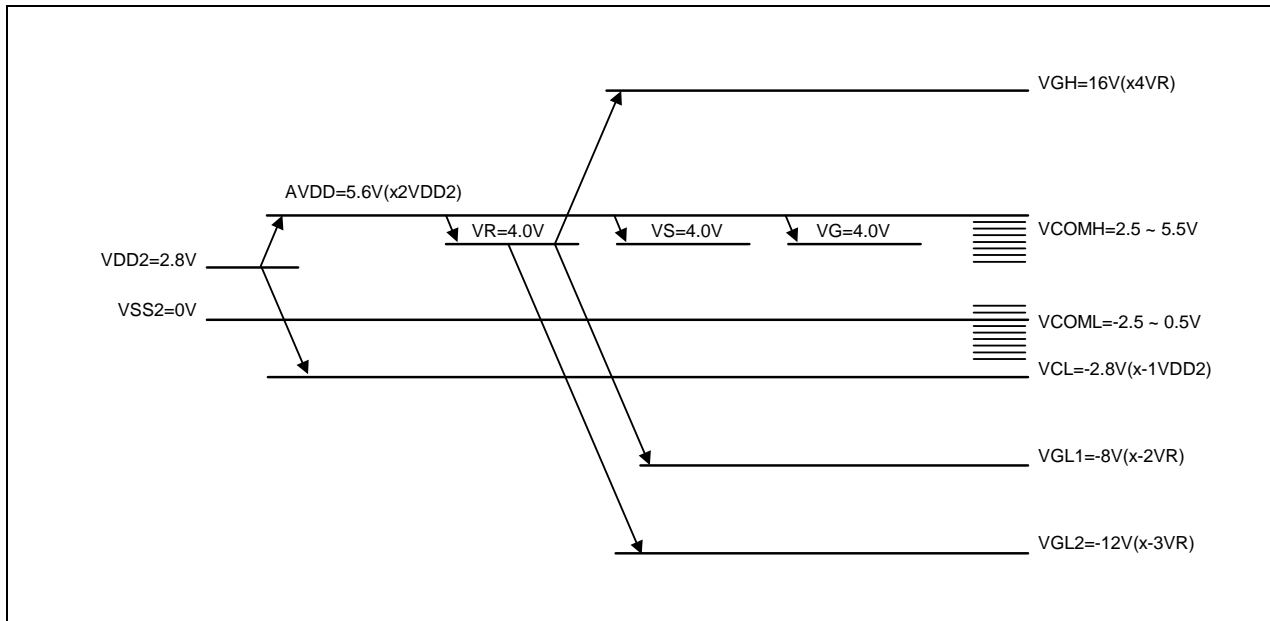 VGH=16V(x4VR)
AVDD=5.6V(x2VDD2)
VR=4.0V
VS=4.0V
VG=4.0V
VCOMH=2.5 ~ 5.5V
VDD2=2.8V
VSS2=0V
VCOML=-2.5 ~ 0.5V
VCL=-2.8V(x-1VDD2)
VGL1=-8V(x-2VR)
VGL2=-12V(x-3VR)